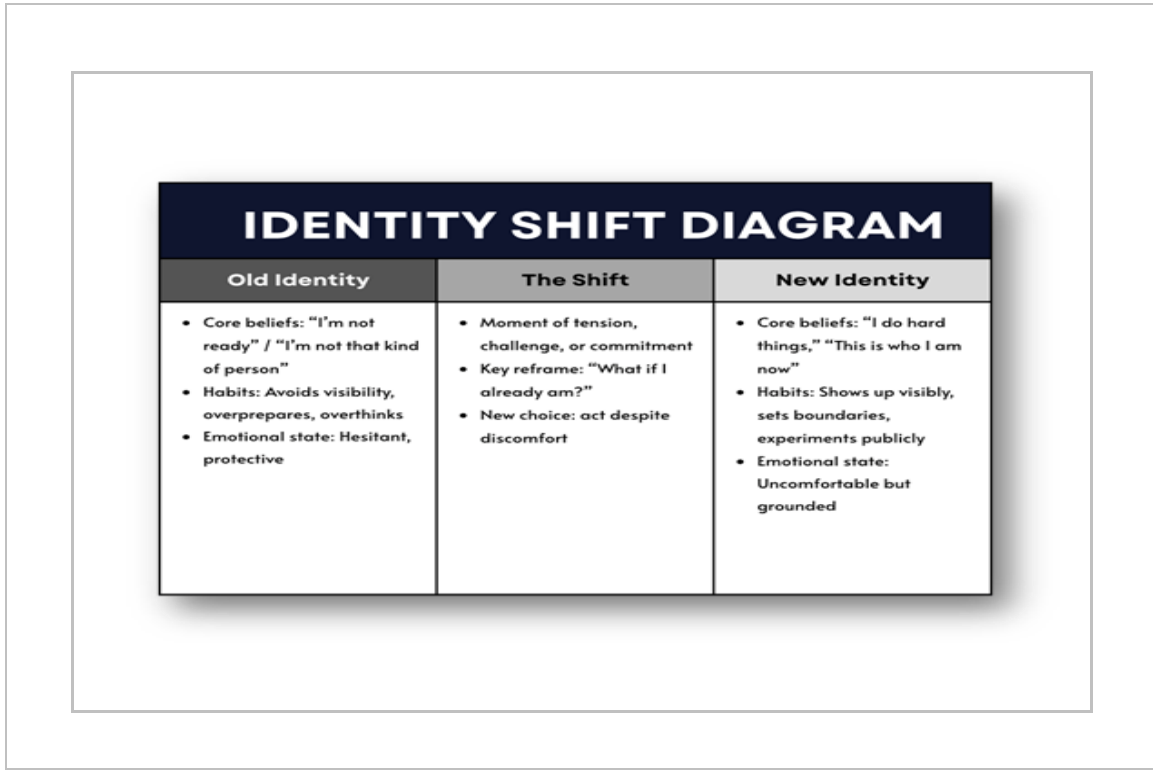 IDENTITY SHIFT DIAGRAM
Old Identity
The Shift
New Identity
• Core beliefs: “I’m not
ready” / “I’m not that kind
of person”
• Habits: Avoids visibility,
overprepares, overthinks
• Emotional state: Hesitant,
protective
• Moment of tension,
challenge, or commitment
• Key reframe: “What if I
already am?”
• New choice: act despite
discomfort
• Core beliefs: “I do hard
things,” “This is who I am
now”
• Habits: Shows up visibly,
sets boundaries,
experiments publicly
• Emotional state:
Uncomfortable but
grounded